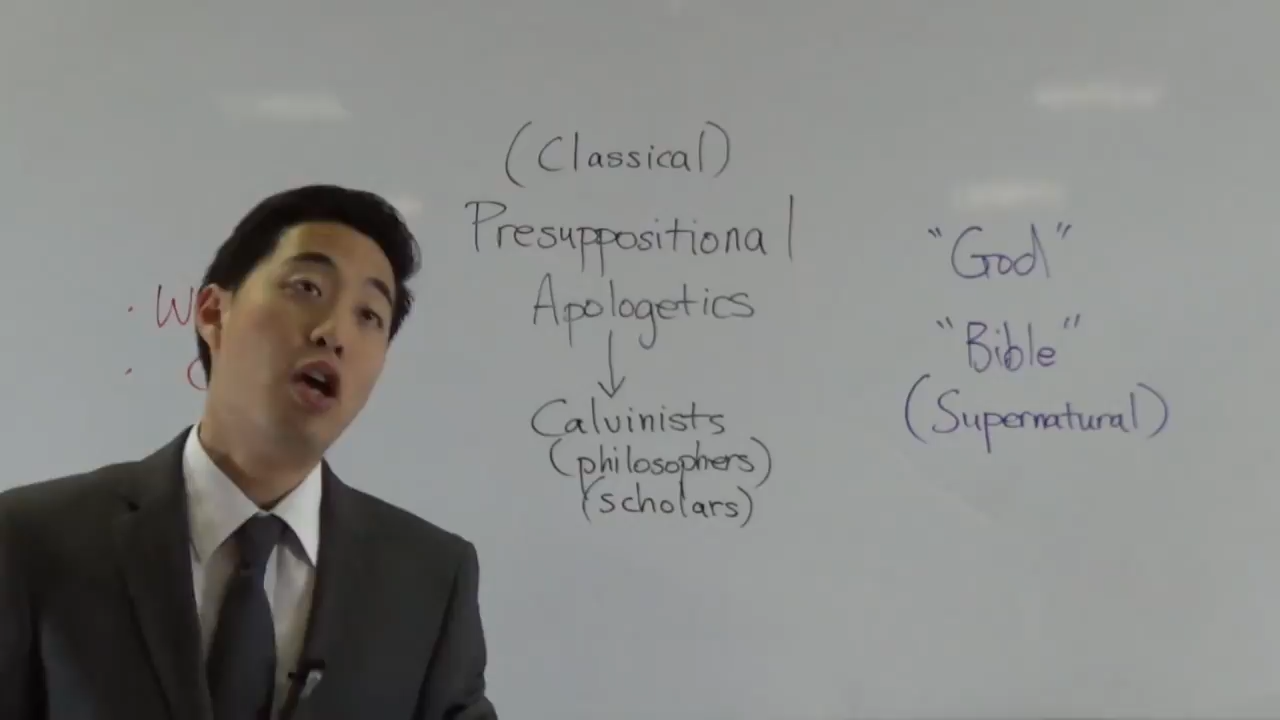 (Classical)
Presuppositional
Apologetics
Calvinists
(philosophers)
(scholars)
"God"
"Bible"
(Supernatural)